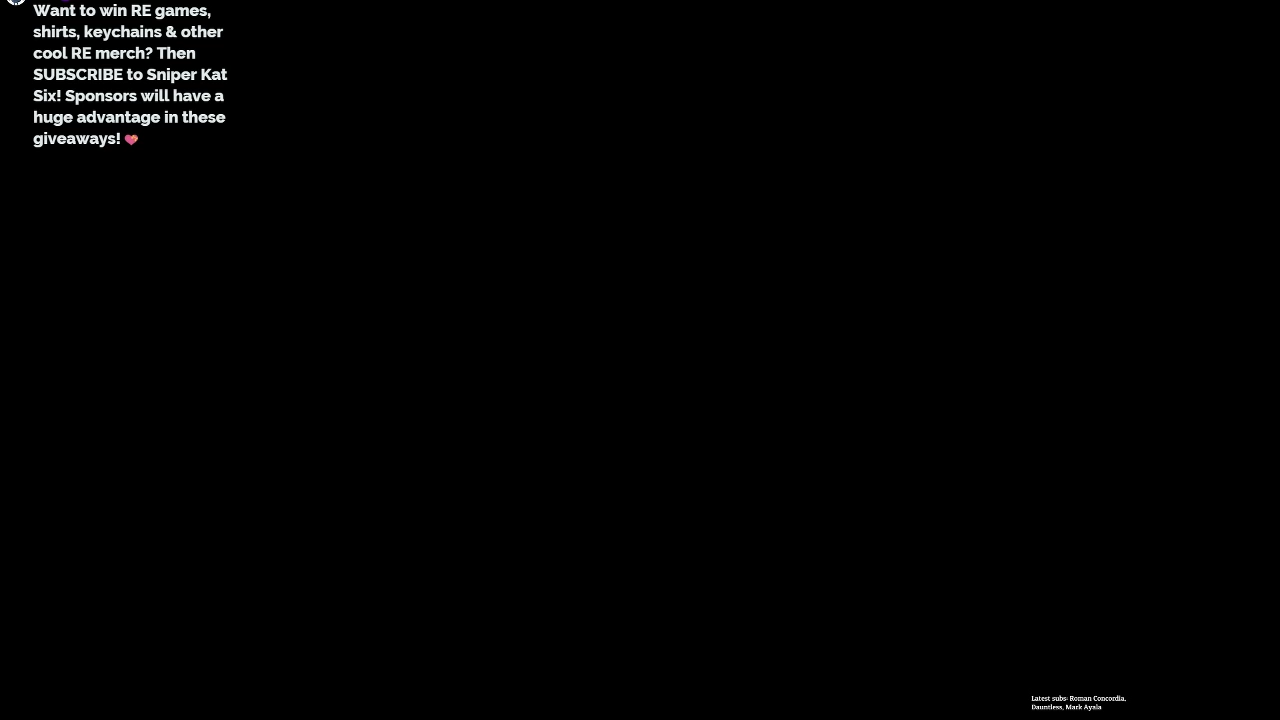 Want to win RE games,
shirts, keychains & other
cool RE merch? Then
SUBSCRIBE to Sniper Kat
Six! Sponsors will have a
huge advantage in these
giveaways! 💝
Latest subs: Roman Concordia,
Dauntless, Mark Ayala